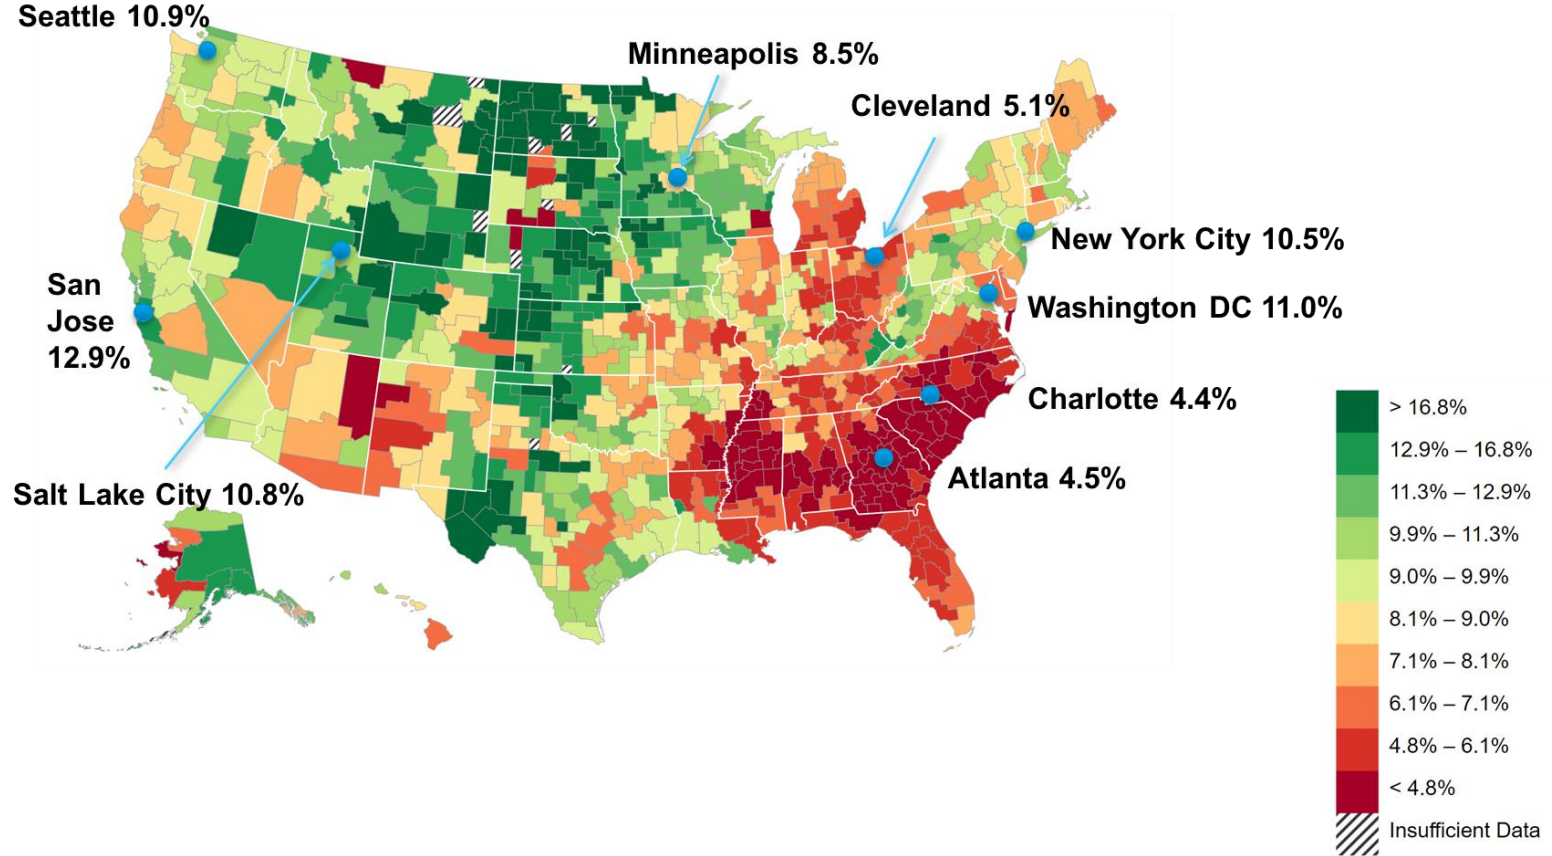 Seattle 10.9%
Minneapolis 8.5%
Cleveland 5.1%
New York City 10.5%
San
Jose
12.9%
Washington DC 11.0%
Charlotte 4.4%
Atlanta 4.5%
Salt Lake City 10.8%
> 16.8%
12.9% – 16.8%
11.3% – 12.9%
9.9% – 11.3%
9.0% – 9.9%
8.1% – 9.0%
7.1% – 8.1%
6.1% – 7.1%
4.8% – 6.1%
< 4.8%
Insufficient Data